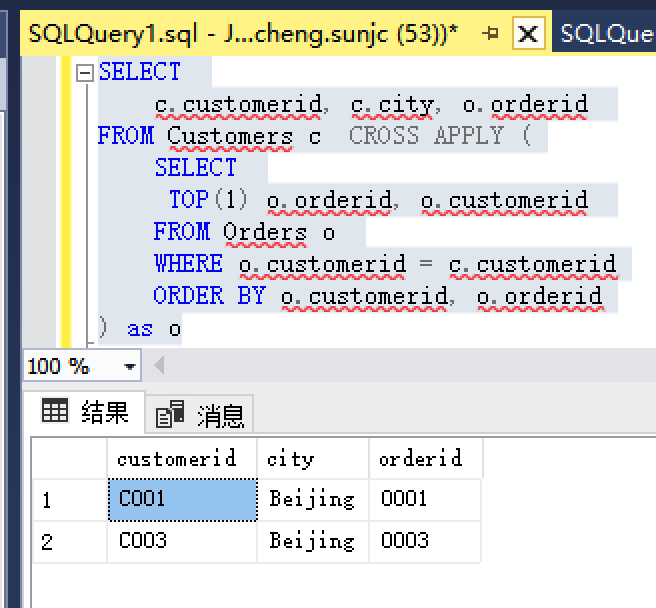 SQLQuery1.sql - J...cheng.sunjc (53))*
SQLQue
SELECT
c.customerid, c.city, o.orderid
FROM Customers c CROSS APPLY (
SELECT
TOP(1) o.orderid, o.customerid
FROM Orders o
WHERE o.customerid = c.customerid
ORDER BY o.customerid, o.orderid
) as o
100 %
结果 消息
customerid city orderid
1 C001 Beijing O001
2 C003 Beijing O003